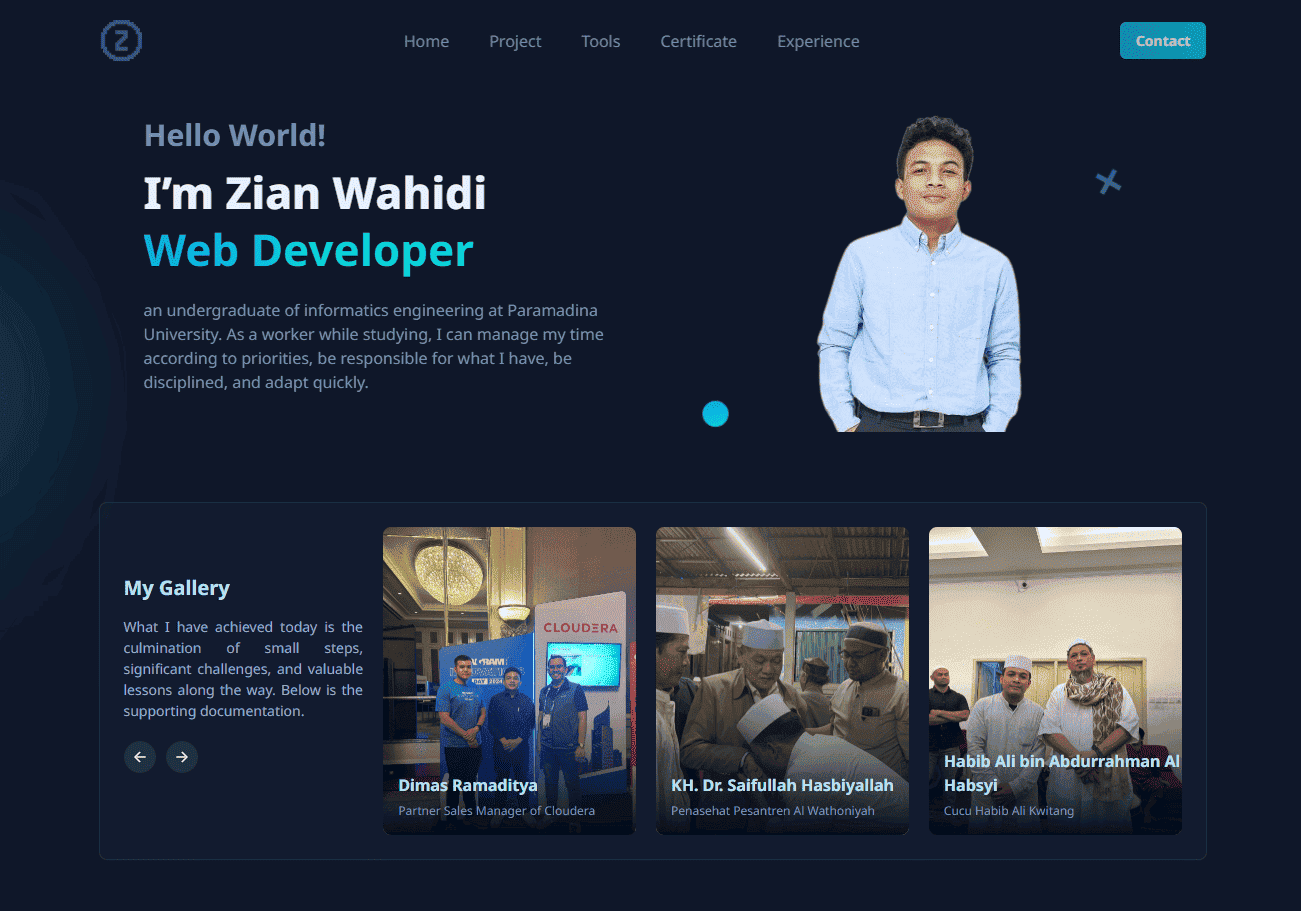 Z
Home Project Tools Certificate Experience Contact
Hello World!
I’m Zian Wahidi
Web Developer
an undergraduate of informatics engineering at Paramadina
University. As a worker while studying, I can manage my time
according to priorities, be responsible for what I have, be
disciplined, and adapt quickly.
My Gallery
What I have achieved today is the
culmination of small steps,
significant challenges, and valuable
lessons along the way. Below is the
supporting documentation.
CLOUDERA
DAY 2024
Dimas Ramaditya
Partner Sales Manager of Cloudera
KH. Dr. Saifullah Hasbiyallah
Penasehat Pesantren Al Wathoniyah
Habib Ali bin Abdurrahman Al
Habsyi
Cucu Habib Ali Kwitang